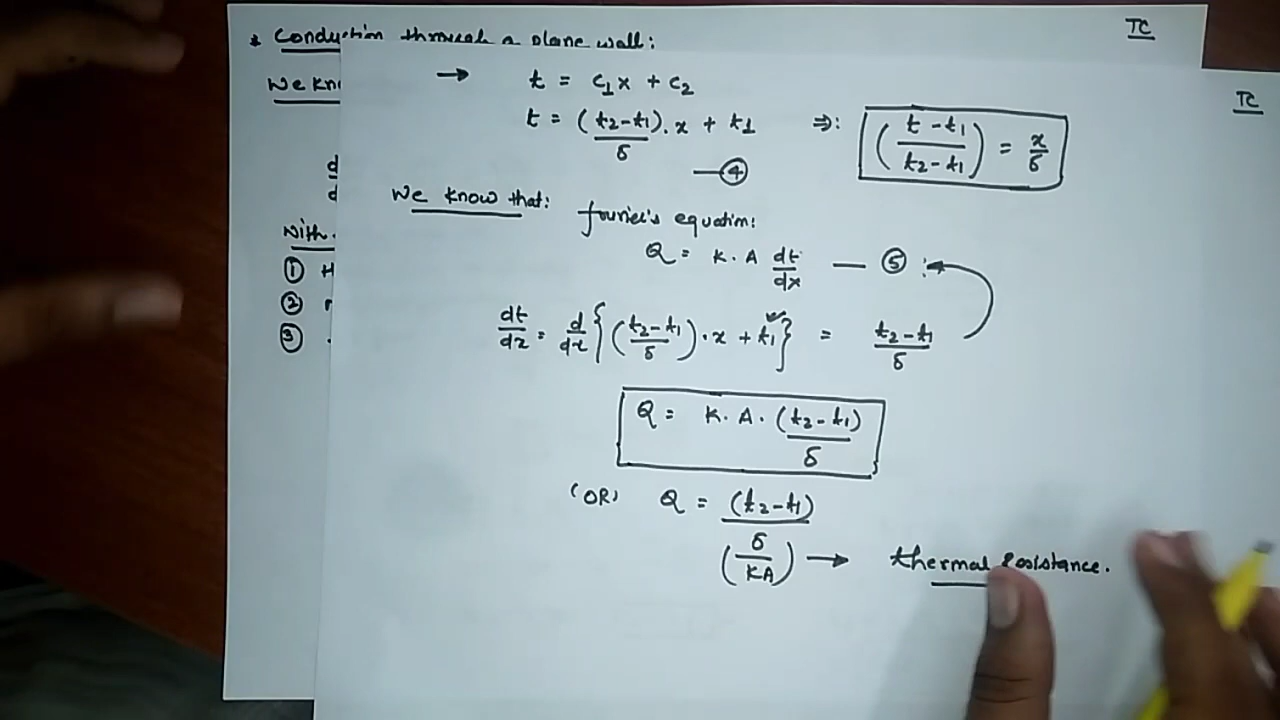 TC
* Conduction through a plane wall:
TC
We kn
→ t = c₁x + c₂
t = (t₂-t₁)/δ . x + t₁ ⇒: ((t-t₁)/(t₂-t₁)) = x/δ
—④
We know that: fourier's equation:
Q = K.A dt/dx — ⑤ :
With.
① H
②
③
dt/dx = d/dx {((t₂-t₁)/δ).x + t₁} = (t₂-t₁)/δ
Q = K.A.(t₂-t₁)/δ
(OR) Q = (t₂-t₁)/(δ/KA) → thermal resistance.